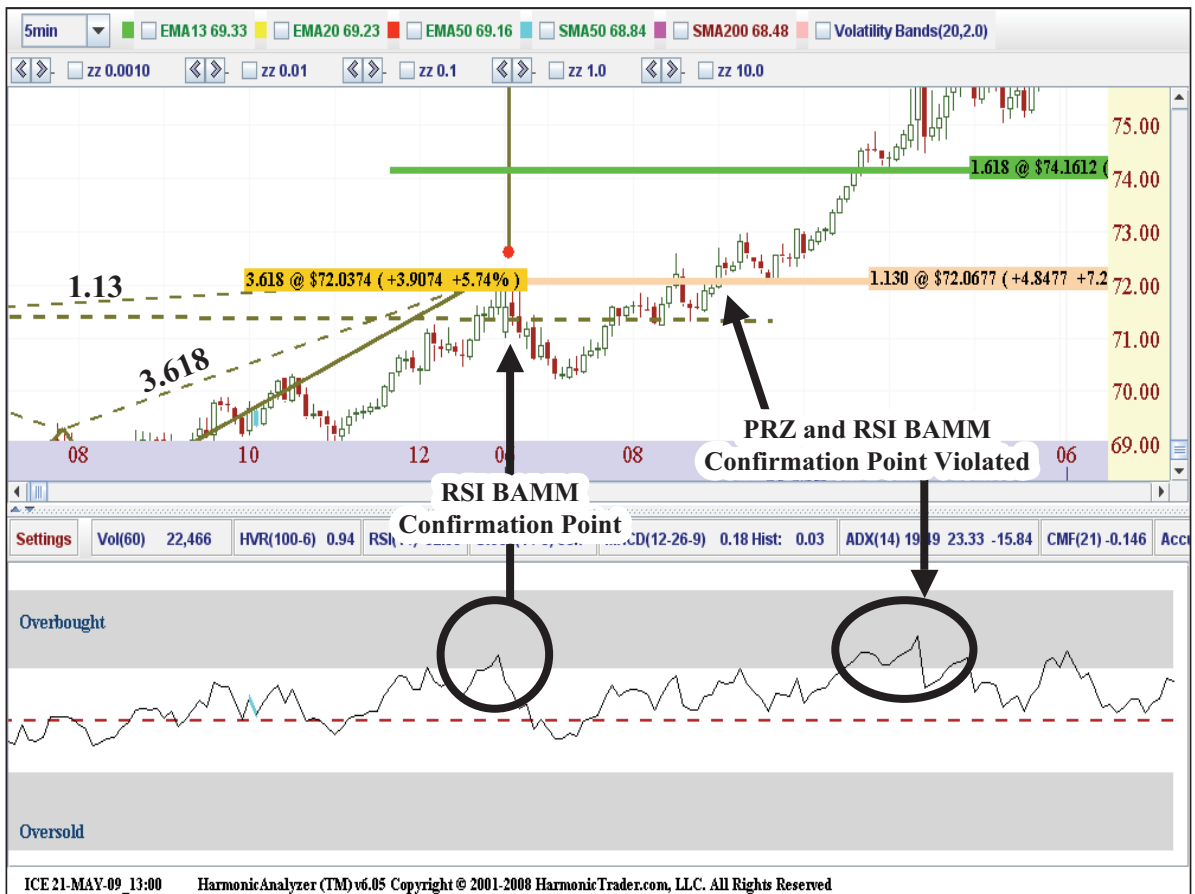 5min EMA13 69.33 EMA20 69.23 EMA50 69.16 SMA50 68.84 SMA200 68.48 Volatility Bands(20,2.0)
zz 0.0010 zz 0.01 zz 0.1 zz 1.0 zz 10.0
75.00
1.618 @ $74.1612 (
74.00
73.00
1.13
3.618 @ $72.0374 ( +3.9074 +5.74% )
1.130 @ $72.0677 ( +4.8477 +7.2
72.00
71.00
3.618
70.00
PRZ and RSI BAMM
Confirmation Point Violated
69.00
08 10 12 08 06
RSI BAMM
Confirmation Point
Settings Vol(60) 22,466 HVR(100-6) 0.94 0.18 Hist: 0.03 ADX(14) 23.33 -15.84 CMF(21) -0.146
Overbought
Oversold
ICE 21-MAY-09_13:00 HarmonicAnalyzer (TM) v6.05 Copyright © 2001-2008 HarmonicTrader.com, LLC. All Rights Reserved